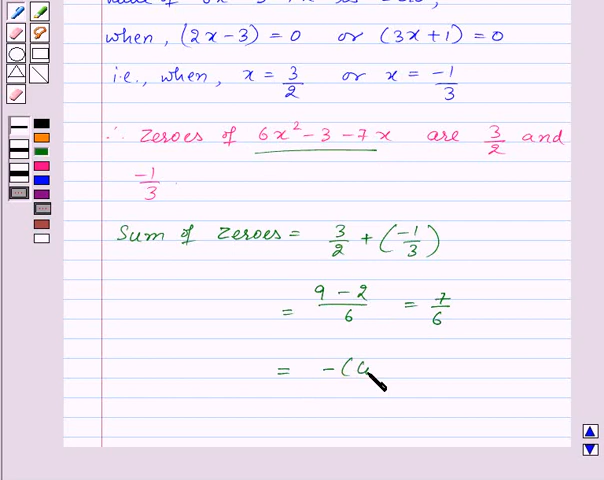 when, (2x-3) = 0 or (3x+1) = 0
i.e., when, x = 3/2 or x = -1/3
∴ Zeroes of 6x² - 3 - 7x are 3/2 and
-1/3.
Sum of Zeroes = 3/2 + (-1/3)
= 9-2/6 = 7/6
= -(